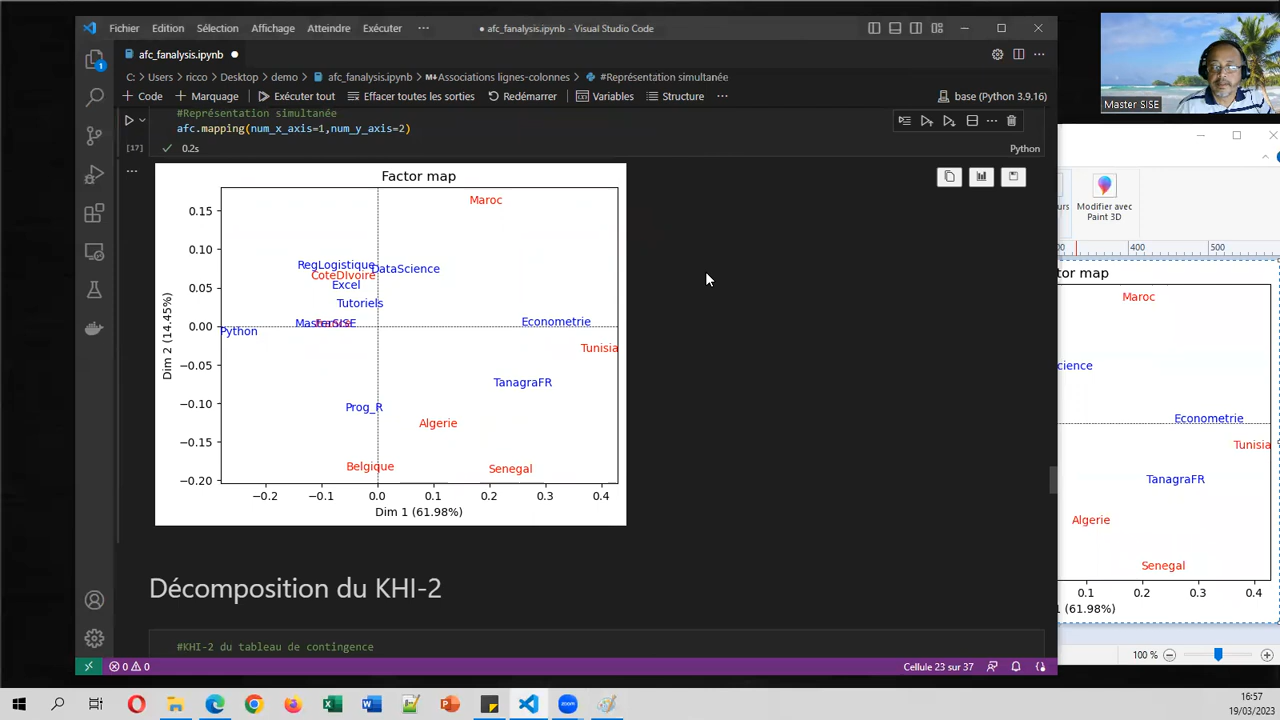 Fichier Édition Sélection Affichage Atteindre Exécuter ··· ● afc_fanalysis.ipynb - Visual Studio Code
afc_fanalysis.ipynb ●
C: > Users > ricco > Desktop > demo > afc_fanalysis.ipynb > Associations lignes-colonnes > #Représentation simultanée
+ Code + Marquage Exécuter tout Effacer toutes les sorties Redémarrer Variables Structure ··· base (Python 3.9.16)
#Représentation simultanée
afc.mapping(num_x_axis=1,num_y_axis=2)
[17] 0.2s Python
Factor map
Maroc
0.15
0.10
RegLogistique
DataScience
CoteDIvoire
Excel
0.05
Tutoriels
MasterSISE
Econometrie
0.00
Python
Tunisia
−0.05
TanagraFR
−0.10
Prog_R
Algerie
−0.15
Belgique
Senegal
−0.20
−0.2 −0.1 0.0 0.1 0.2 0.3 0.4
Dim 1 (61.98%)
Dim 2 (14.45%)
Décomposition du KHI-2
#KHI-2 du tableau de contingence
0 0 Cellule 23 sur 37
1
Master SISE
urs
Modifier avec
Paint 3D
400 500
tor map
Maroc
cience
Econometrie
Tunisia
TanagraFR
Algerie
Senegal
0.1 0.2 0.3 0.4
1 (61.98%)
100 %
zoom
16:57
19/03/2023